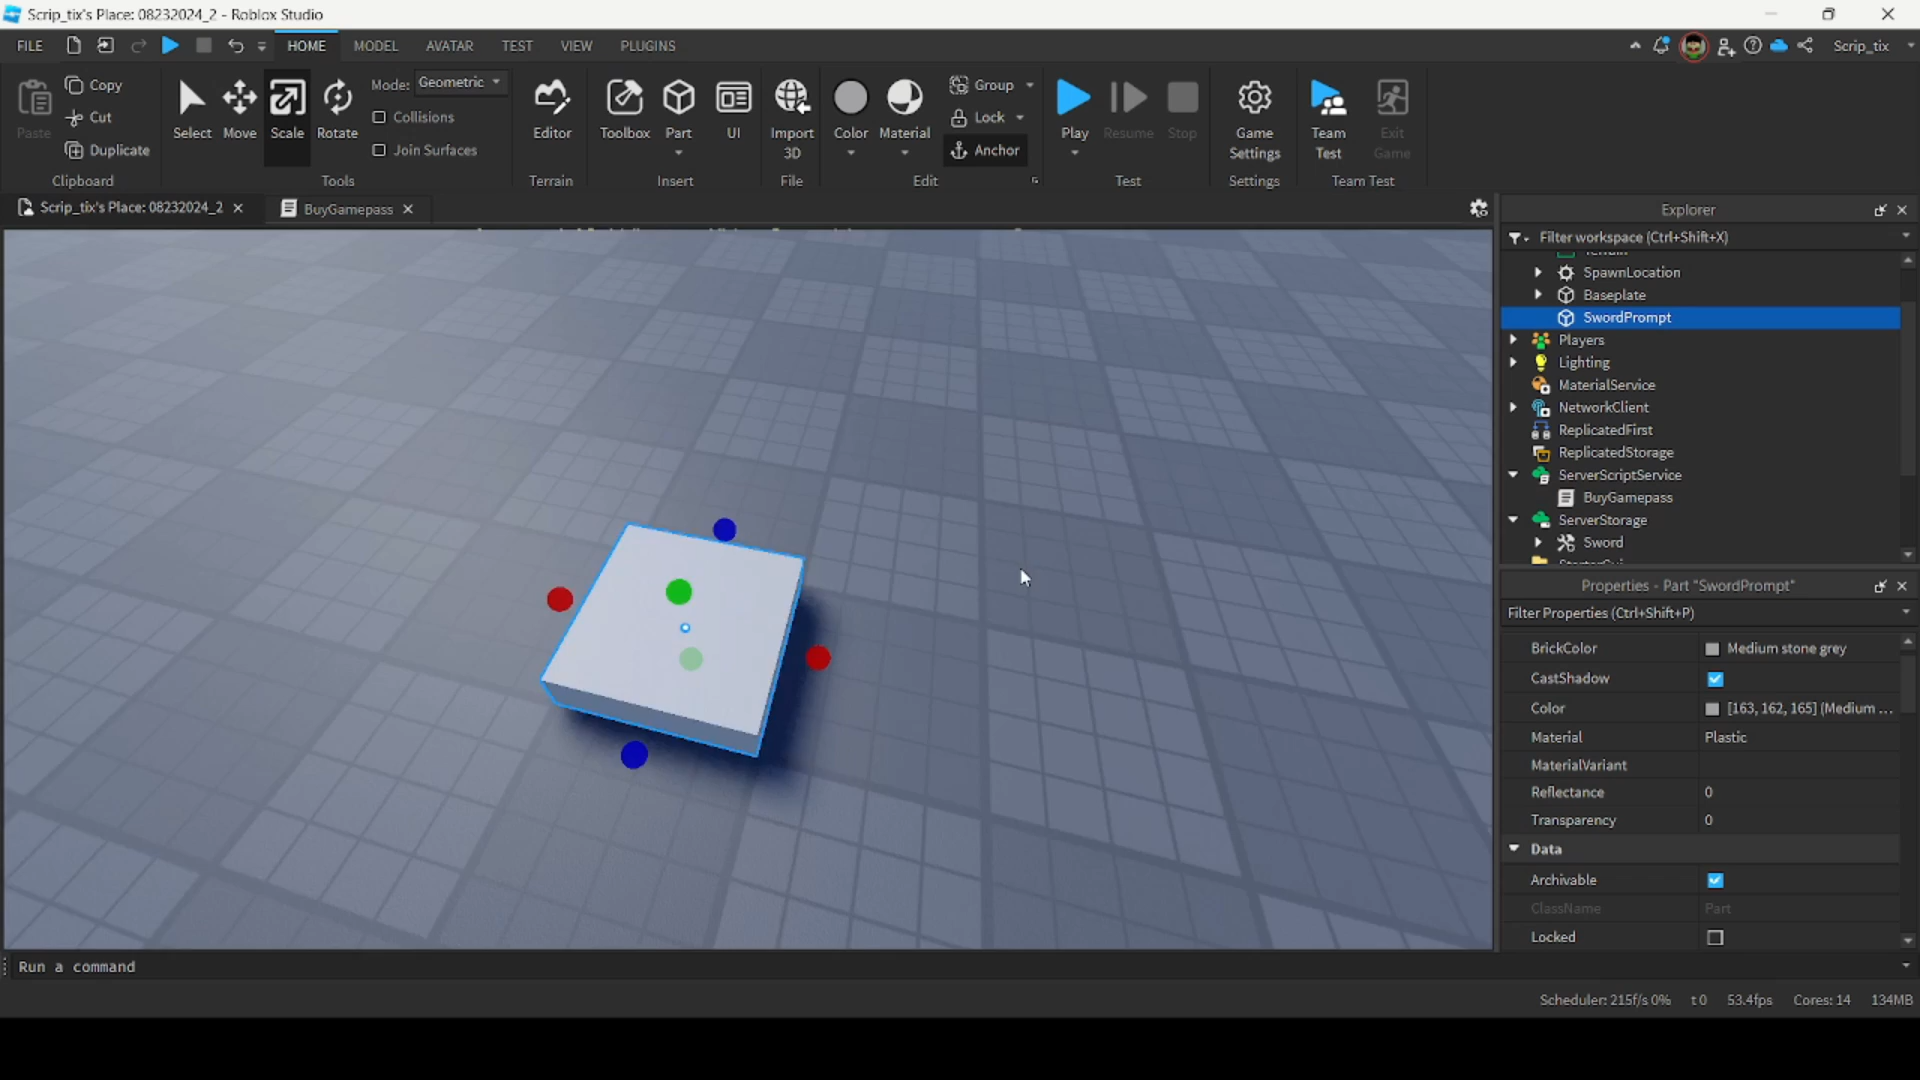 Scrip_tix's Place: 08232024_2 - Roblox Studio
FILE HOME MODEL AVATAR TEST VIEW PLUGINS Scrip_tix
Paste Copy Cut Duplicate Clipboard
Select Move Scale Rotate Mode: Geometric Collisions Join Surfaces Tools
Editor Terrain
Toolbox Part UI Insert
Import 3D File
Color Material Group Lock Anchor Edit
Play Resume Stop Test
Game Settings Settings
Team Test Exit Game Team Test
Scrip_tix's Place: 08232024_2 BuyGamepass
Explorer
Filter workspace (Ctrl+Shift+X)
SpawnLocation
Baseplate
SwordPrompt
Players
Lighting
MaterialService
NetworkClient
ReplicatedFirst
ReplicatedStorage
ServerScriptService
BuyGamepass
ServerStorage
Sword
Properties - Part "SwordPrompt"
Filter Properties (Ctrl+Shift+P)
BrickColor Medium stone grey
CastShadow
Color [163, 162, 165] (Medium ...
Material Plastic
MaterialVariant
Reflectance 0
Transparency 0
Data
Archivable
ClassName Part
Locked
Run a command
Scheduler: 215f/s 0% t 0 53.4fps Cores: 14 134MB